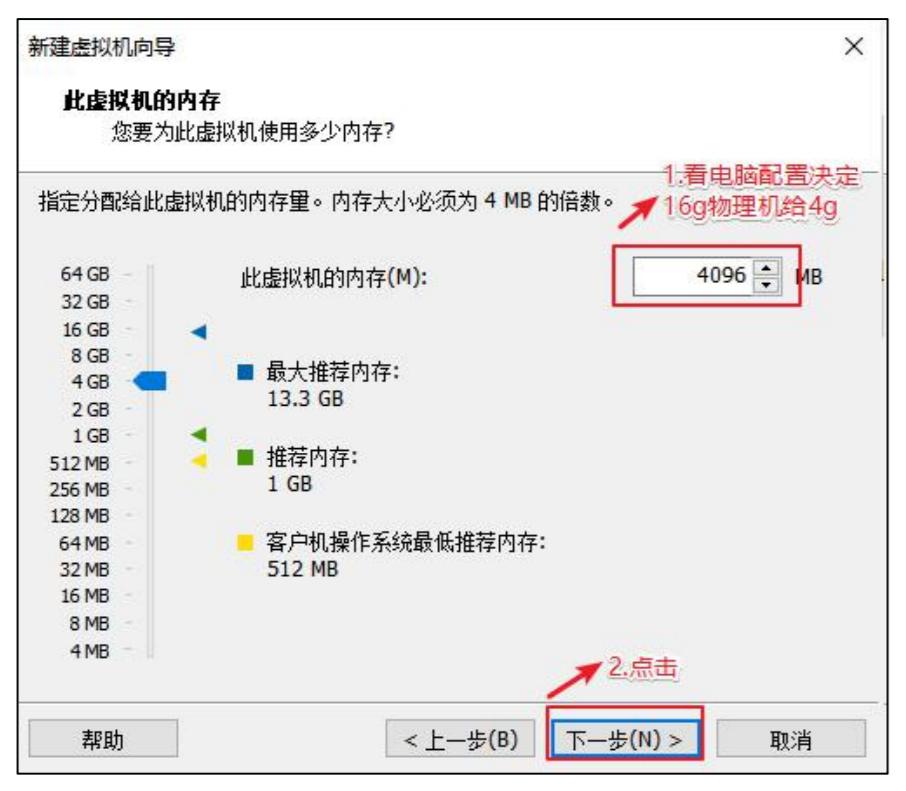 新建虚拟机向导
此虚拟机的内存
您要为此虚拟机使用多少内存?
1.看电脑配置决定
16g物理机给4g
指定分配给此虚拟机的内存量。内存大小必须为 4 MB 的倍数。
此虚拟机的内存(M):
4096
MB
64 GB
32 GB
16 GB
8 GB
4 GB
2 GB
1 GB
512 MB
256 MB
128 MB
64 MB
32 MB
16 MB
8 MB
4 MB
最大推荐内存:
13.3 GB
推荐内存:
1 GB
客户机操作系统最低推荐内存:
512 MB
2.点击
帮助
< 上一步(B)
下一步(N) >
取消